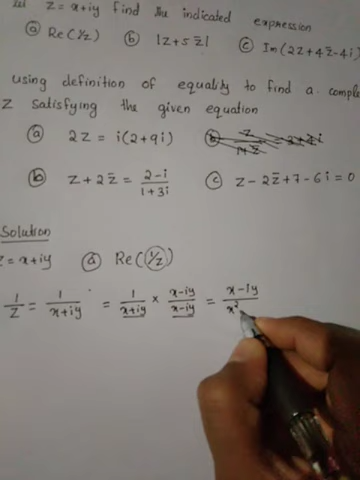 Z = x+iy find the indicated expression
ⓐ Re(1/z) ⓑ |z+5z̄| ⓒ Im(2z+4z̄-4i)
using definition of equality to find a comple
Z satisfying the given equation
ⓐ 2z = i(2+9i)
ⓑ z+2z̄ = (2-i)/(1+3i) ⓒ z-2z̄+7-6i=0
Solution
z=x+iy ⓐ Re(1/z)
1/z = 1/(x+iy) = 1/(x+iy) × (x-iy)/(x-iy) = (x-iy)/x²